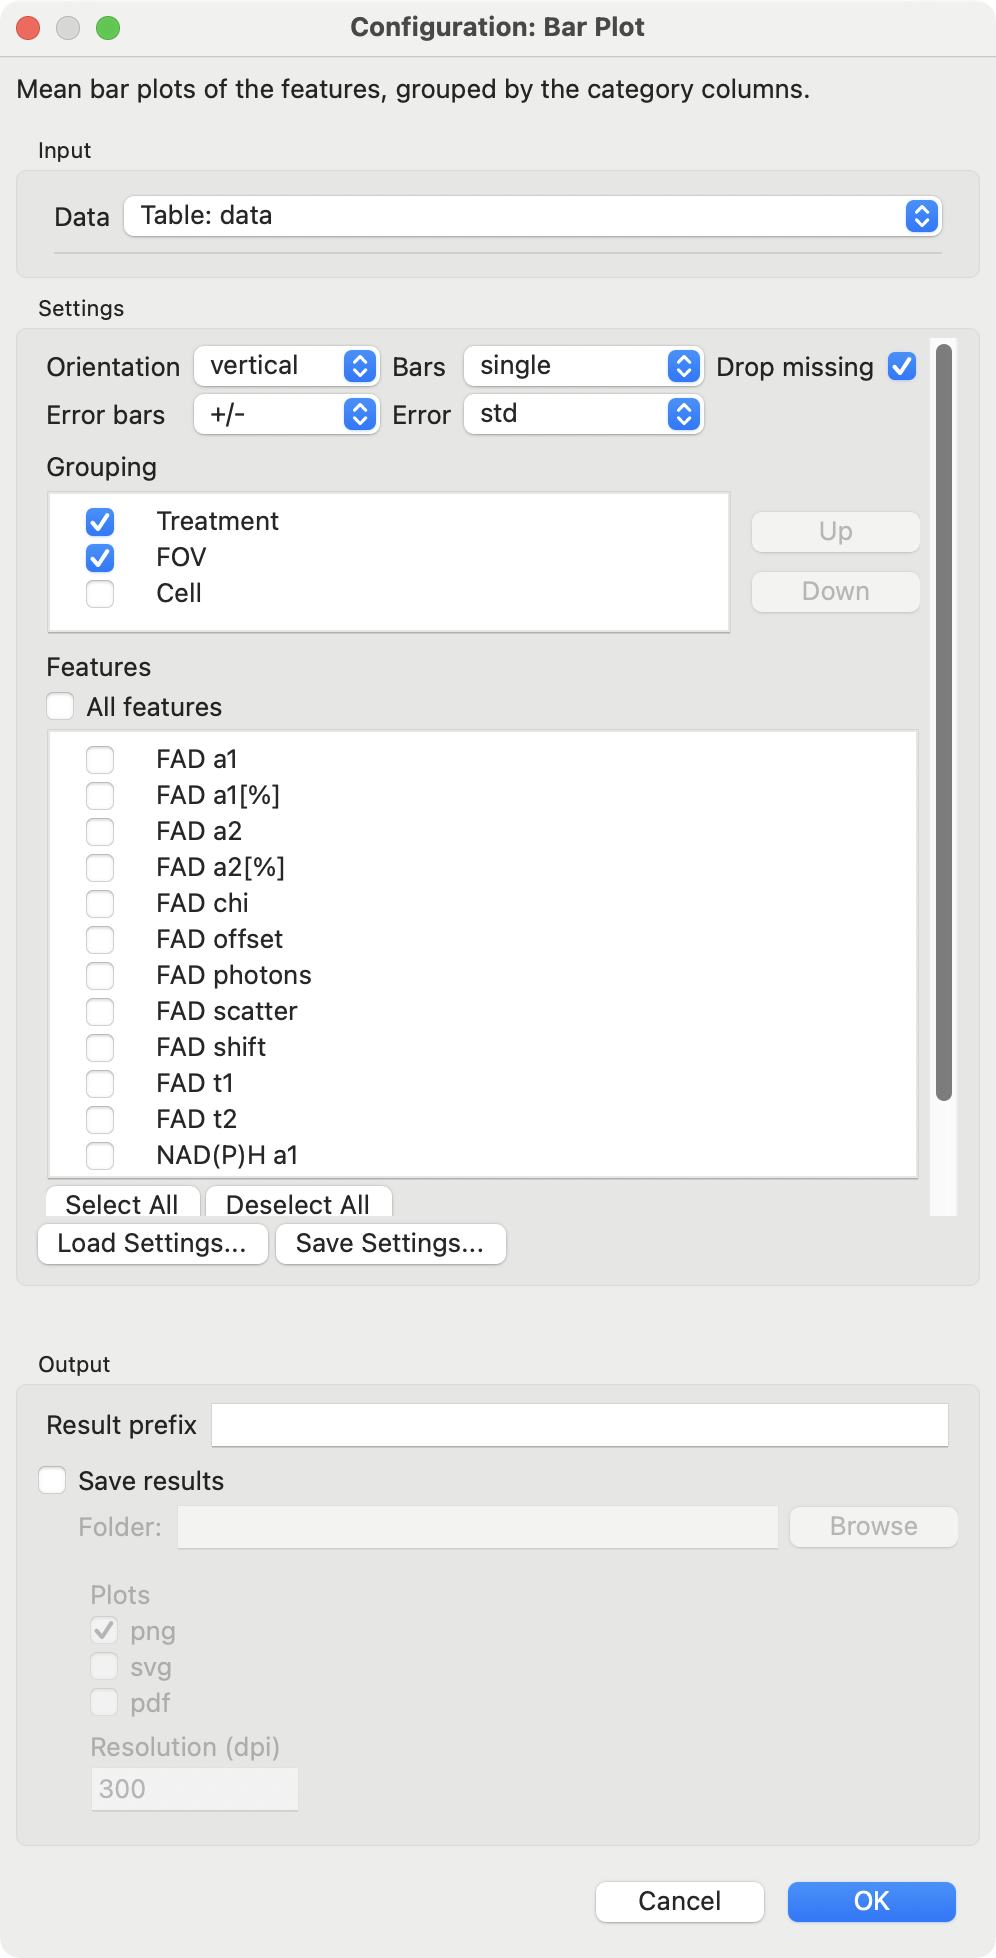 Configuration: Bar Plot
Mean bar plots of the features, grouped by the category columns.
Input
Data Table: data
Settings
Orientation vertical Bars single Drop missing
Error bars +/- Error std
Grouping
Treatment
FOV
Cell
Up
Down
Features
All features
FAD a1
FAD a1[%]
FAD a2
FAD a2[%]
FAD chi
FAD offset
FAD photons
FAD scatter
FAD shift
FAD t1
FAD t2
NAD(P)H a1
Select All Deselect All
Load Settings... Save Settings...
Output
Result prefix
Save results
Folder: Browse
Plots
png
svg
pdf
Resolution (dpi)
300
Cancel OK